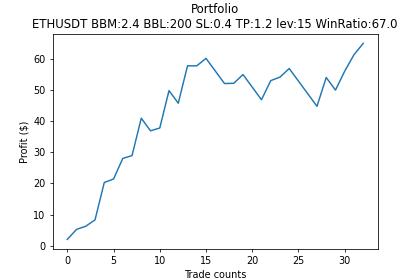 Portfolio
ETHUSDT BBM:2.4 BBL:200 SL:0.4 TP:1.2 lev:15 WinRatio:67.0
60
50
40
30
20
10
0
Profit ($)
0 5 10 15 20 25 30
Trade counts